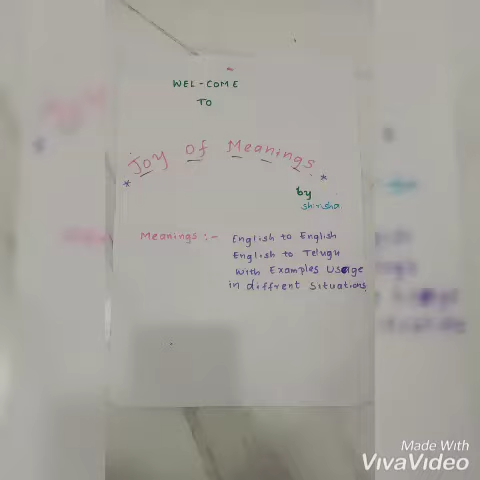 WEL-COME
TO
Joy Of Meanings
by
shirisha
Meanings :- English to English
English to Telugu
With Examples Usage
in diffrent Situations
Made With
VivaVideo